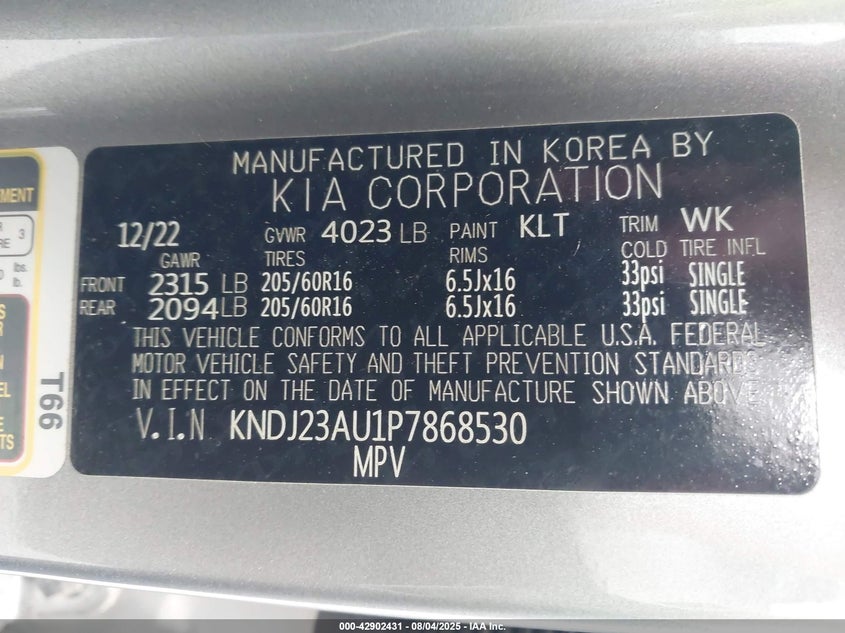 MANUFACTURED IN KOREA BY
KIA CORPORATION
12/22 GVWR 4023 LB PAINT KLT TRIM WK
GAWR TIRES RIMS COLD TIRE INFL
FRONT 2315 LB 205/60R16 6.5Jx16 33psi SINGLE
REAR 2094 LB 205/60R16 6.5Jx16 33psi SINGLE
THIS VEHICLE CONFORMS TO ALL APPLICABLE U.S.A. FEDERAL
MOTOR VEHICLE SAFETY AND THEFT PREVENTION STANDARDS
IN EFFECT ON THE DATE OF MANUFACTURE SHOWN ABOVE
V.I.N KNDJ23AU1P7868530
MPV
3
lbs.
lb.
T66
000-42902431 - 08/04/2025 - IAA Inc.